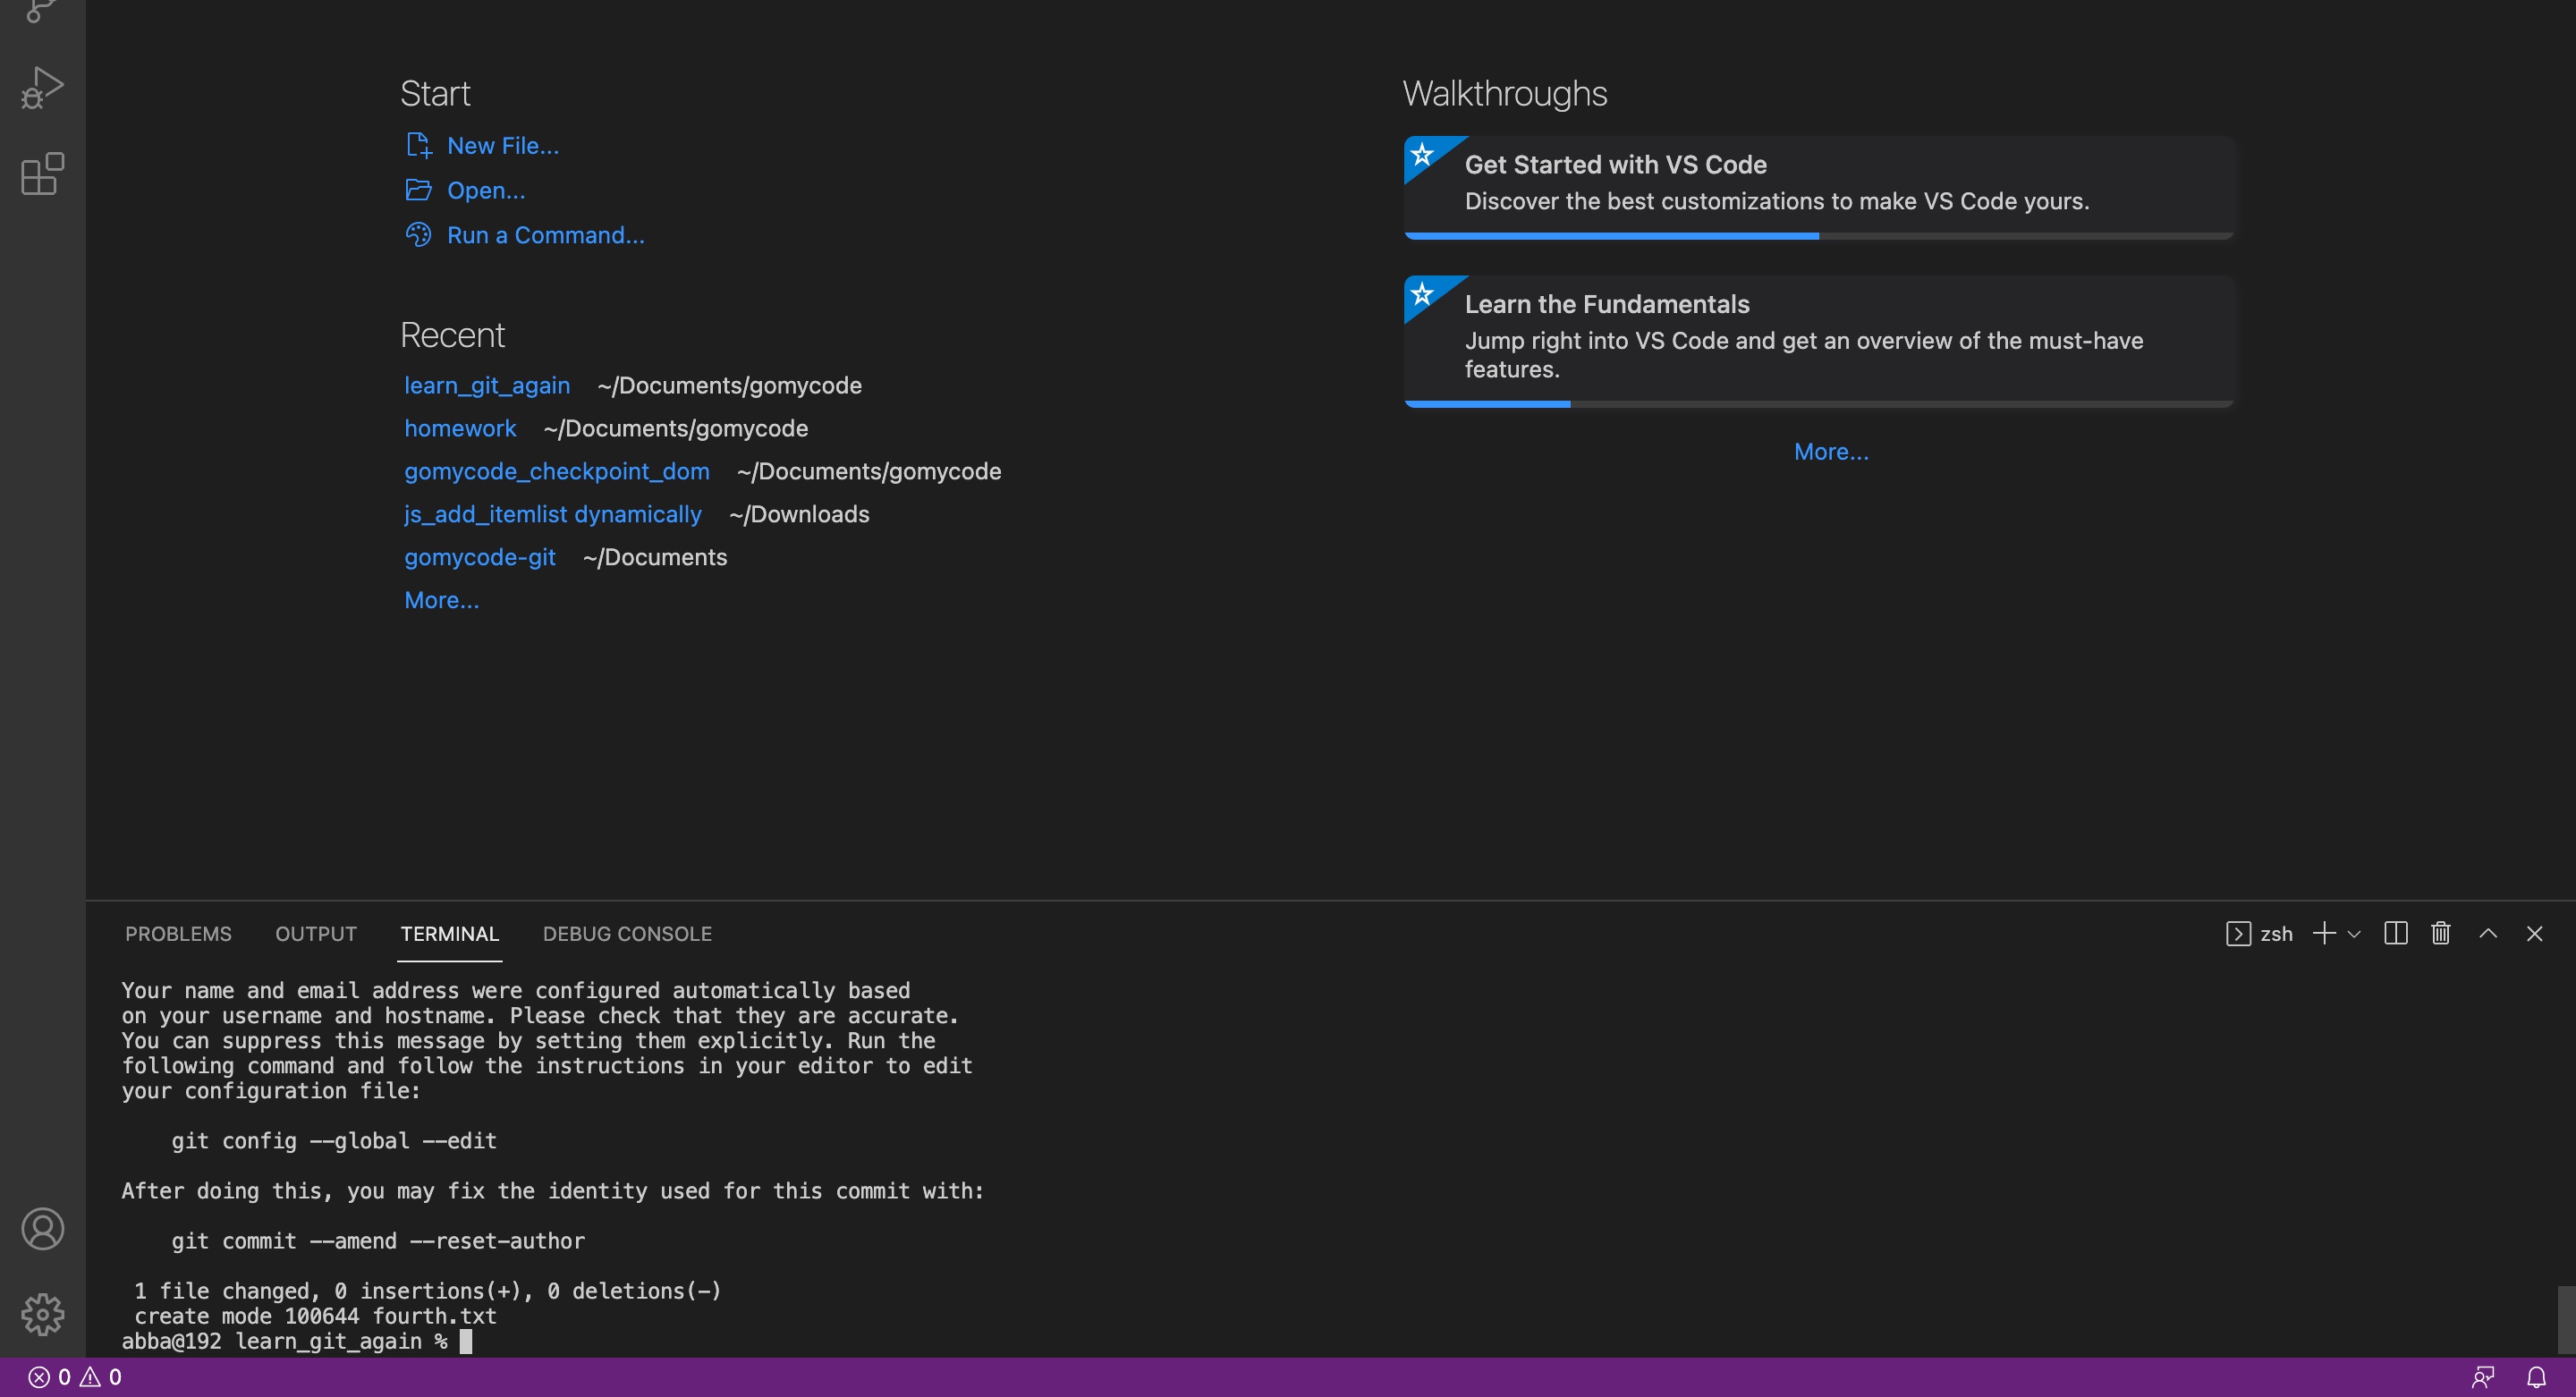 Start
New File...
Open...
Run a Command...
Recent
learn_git_again ~/Documents/gomycode
homework ~/Documents/gomycode
gomycode_checkpoint_dom ~/Documents/gomycode
js_add_itemlist dynamically ~/Downloads
gomycode-git ~/Documents
More...
Walkthroughs
Get Started with VS Code
Discover the best customizations to make VS Code yours.
Learn the Fundamentals
Jump right into VS Code and get an overview of the must-have
features.
More...
PROBLEMS OUTPUT TERMINAL DEBUG CONSOLE zsh
Your name and email address were configured automatically based
on your username and hostname. Please check that they are accurate.
You can suppress this message by setting them explicitly. Run the
following command and follow the instructions in your editor to edit
your configuration file:
git config --global --edit
After doing this, you may fix the identity used for this commit with:
git commit --amend --reset-author
1 file changed, 0 insertions(+), 0 deletions(-)
create mode 100644 fourth.txt
abba@192 learn_git_again %
0 0